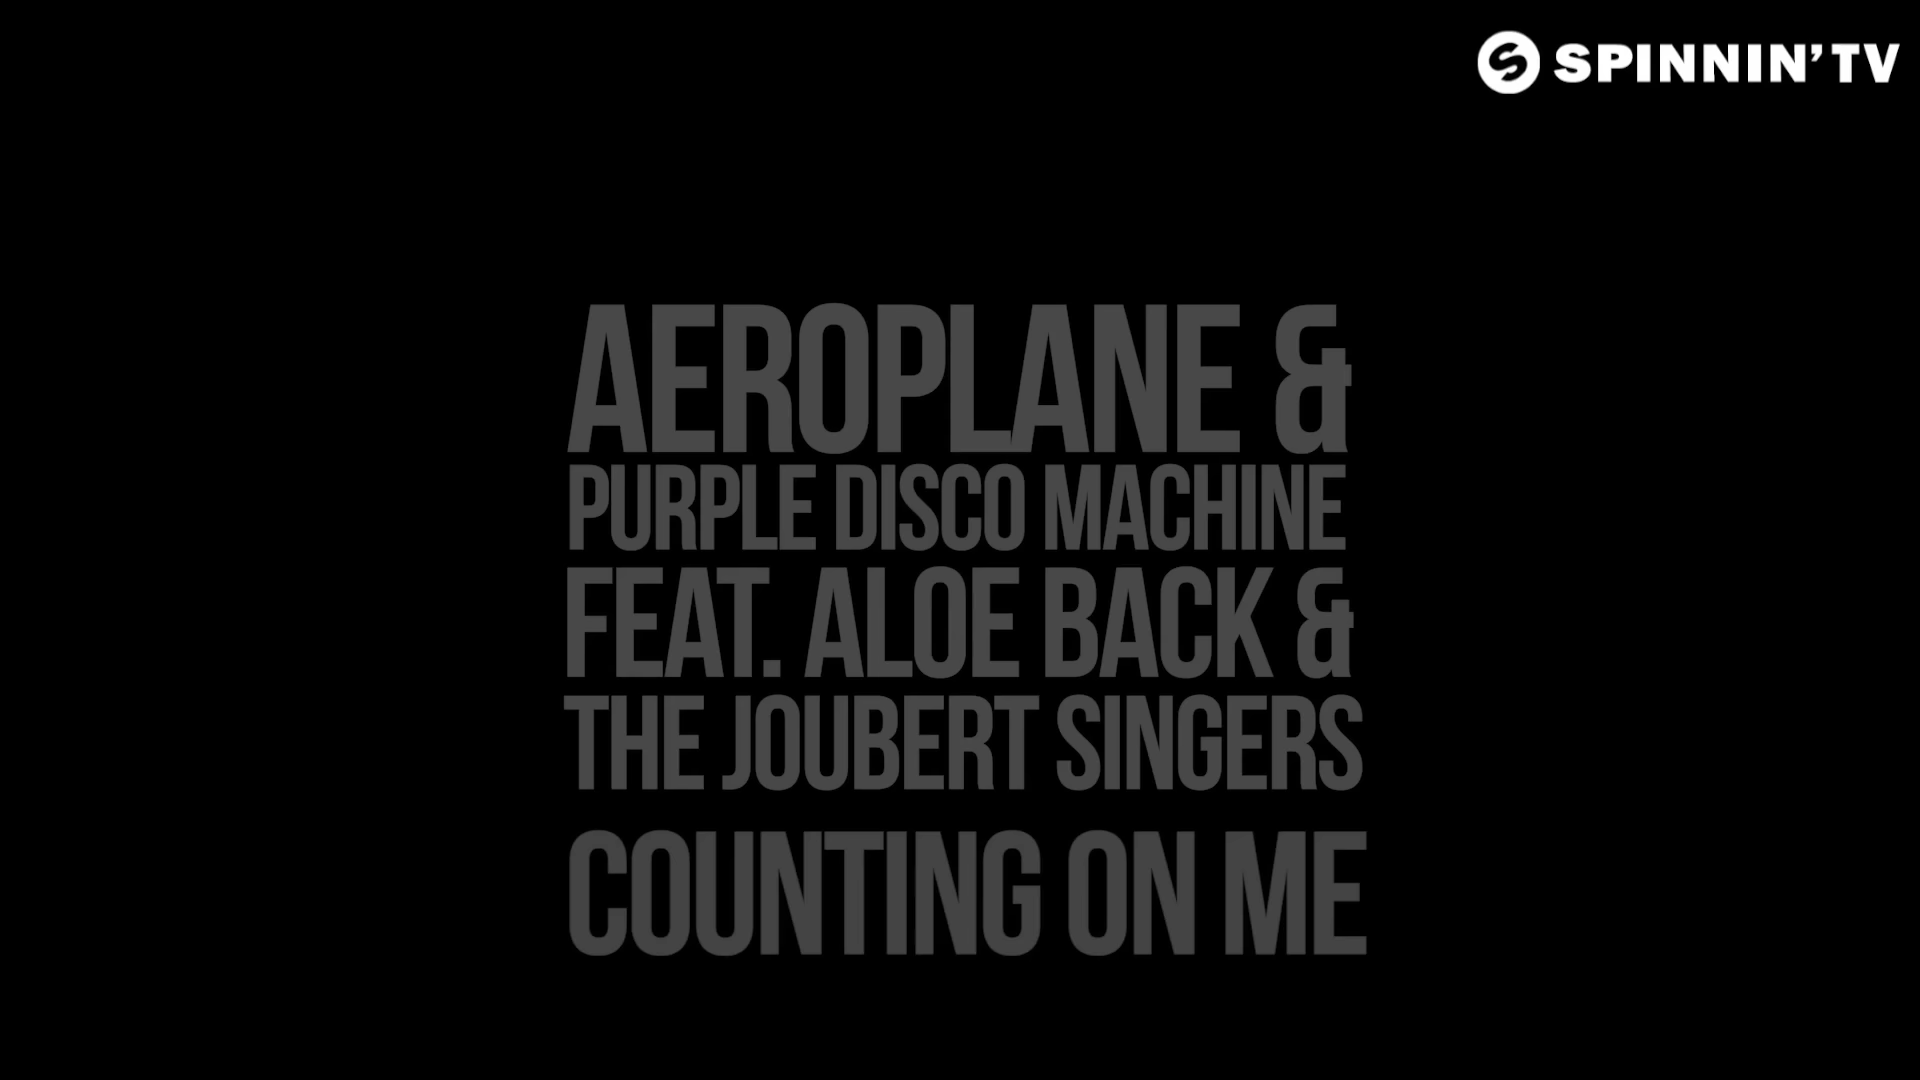 SPINNIN' TV
AEROPLANE &
PURPLE DISCO MACHINE
FEAT. ALOE BACK &
THE JOUBERT SINGERS
COUNTING ON ME